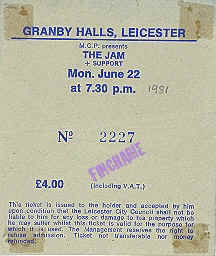 GRANBY HALLS, LEICESTER
M.C.P. presents
THE JAM
+ SUPPORT
Mon. June 22
at 7.30 p.m. 1981
Nº 2227
£4.00 (Including V.A.T.)
This ticket is issued to the holder and accepted by him
upon condition that the Leicester City Council shall not be
liable to him for any loss or damage to his property which
he may suffer whilst this ticket is valid for the purpose for
which it is used. The Management reserves the right to
refuse admission. Ticket not transferable nor money
refunded.